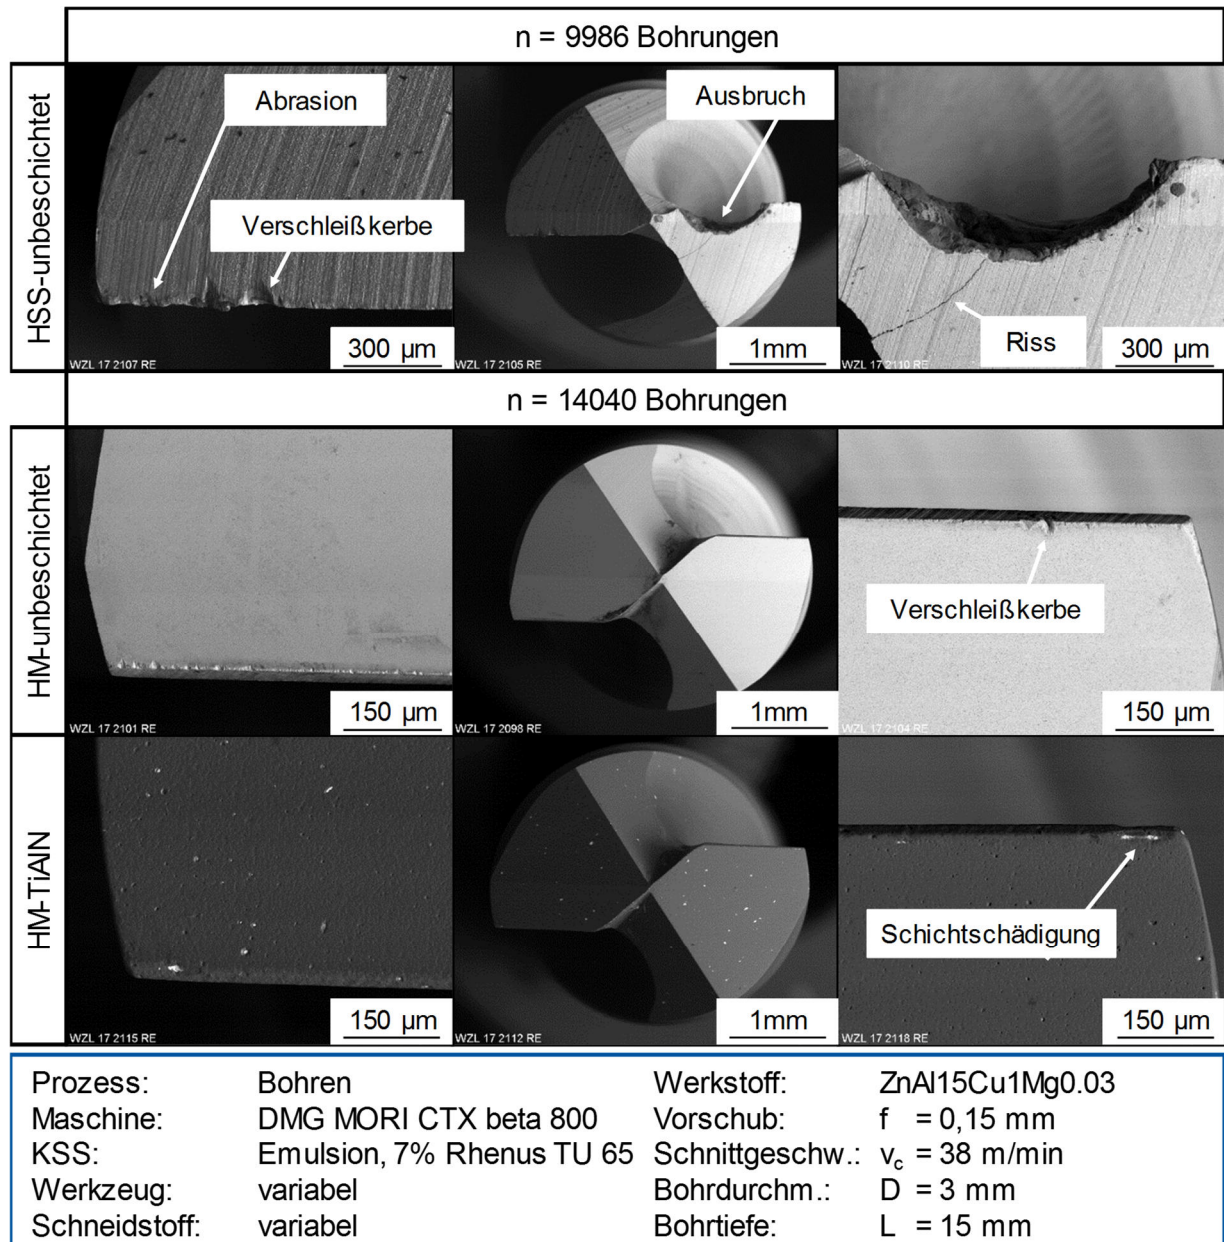 n = 9986 Bohrungen
HSS-unbeschichtet
Abrasion
Verschleißkerbe
300 µm
WZL 17 2107 RE
Ausbruch
1mm
WZL 17 2105 RE
Riss
300 µm
WZL 17 2110 RE
n = 14040 Bohrungen
HM-unbeschichtet
150 µm
WZL 17 2101 RE
1mm
WZL 17 2098 RE
Verschleißkerbe
150 µm
WZL 17 2104 RE
HM-TiAlN
150 µm
WZL 17 2115 RE
1mm
WZL 17 2112 RE
Schichtschädigung
150 µm
WZL 17 2118 RE
Prozess: Bohren Werkstoff: ZnAl15Cu1Mg0.03
Maschine: DMG MORI CTX beta 800 Vorschub: f = 0,15 mm
KSS: Emulsion, 7% Rhenus TU 65 Schnittgeschw.: vc = 38 m/min
Werkzeug: variabel Bohrdurchm.: D = 3 mm
Schneidstoff: variabel Bohrtiefe: L = 15 mm